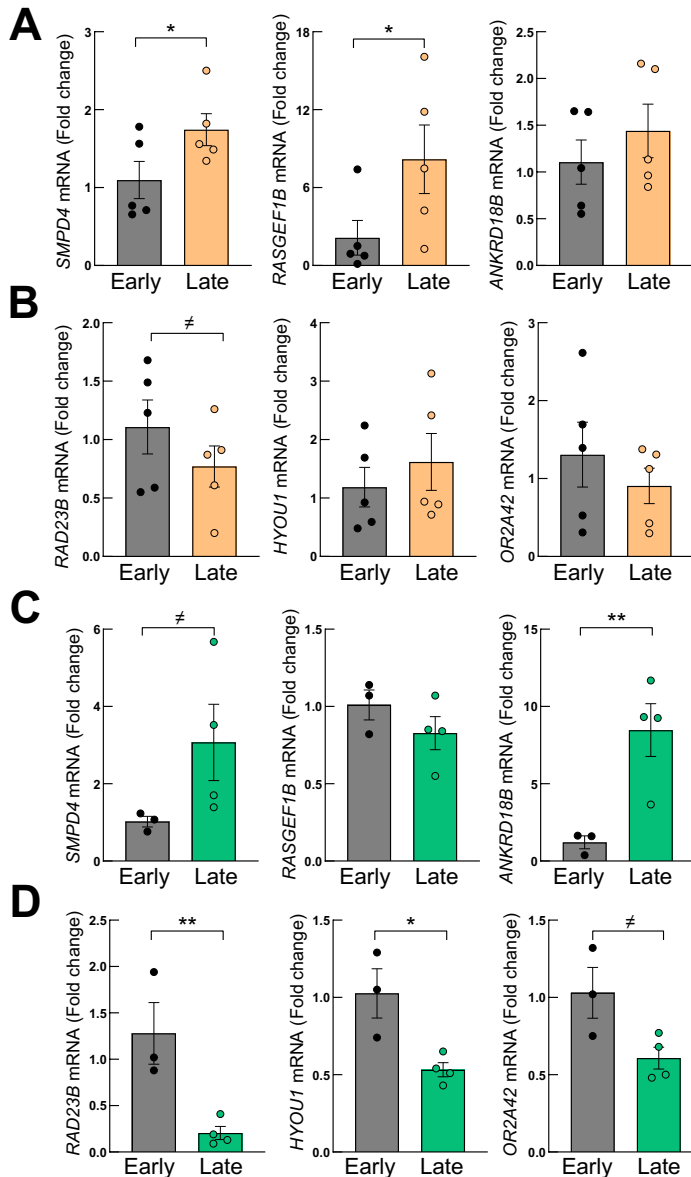 A
SMPD4 mRNA (Fold change)
3
2
1
0
*
Early Late
RASGEF1B mRNA (Fold change)
18
12
6
0
*
Early Late
ANKRD18B mRNA (Fold change)
2.5
2.0
1.5
1.0
0.5
0.0
Early Late
B
RAD23B mRNA (Fold change)
2.0
1.5
1.0
0.5
0.0
≠
Early Late
HYOU1 mRNA (Fold change)
4
3
2
1
0
Early Late
OR2A42 mRNA (Fold change)
3
2
1
0
Early Late
C
SMPD4 mRNA (Fold change)
6
4
2
0
≠
Early Late
RASGEF1B mRNA (Fold change)
1.5
1.0
0.5
0.0
Early Late
ANKRD18B mRNA (Fold change)
15
10
5
0
**
Early Late
D
RAD23B mRNA (Fold change)
2.5
2.0
1.5
1.0
0.5
0.0
**
Early Late
HYOU1 mRNA (Fold change)
1.5
1.0
0.5
0.0
*
Early Late
OR2A42 mRNA (Fold change)
1.5
1.0
0.5
0.0
≠
Early Late